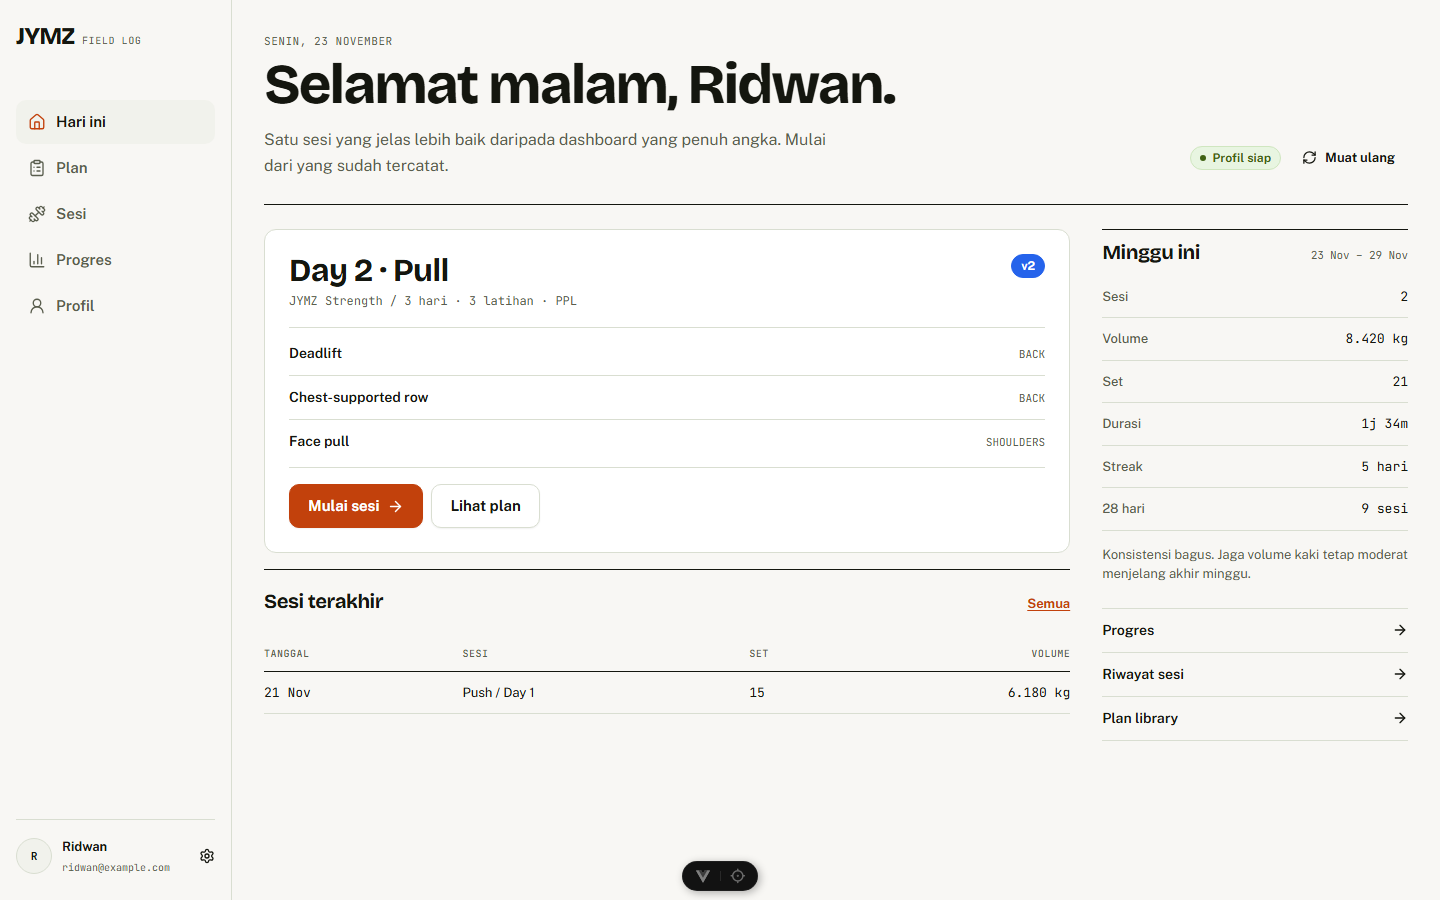 JYMZ FIELD LOG
Hari ini
Plan
Sesi
Progres
Profil
R
Ridwan
ridwan@example.com
SENIN, 23 NOVEMBER
Selamat malam, Ridwan.
Satu sesi yang jelas lebih baik daripada dashboard yang penuh angka. Mulai
dari yang sudah tercatat.
Profil siap
Muat ulang
Day 2 · Pull
v2
JYMZ Strength / 3 hari · 3 latihan · PPL
Deadlift BACK
Chest-supported row BACK
Face pull SHOULDERS
Mulai sesi
Lihat plan
Sesi terakhir
Semua
TANGGAL SESI SET VOLUME
21 Nov Push / Day 1 15 6.180 kg
Minggu ini
23 Nov – 29 Nov
Sesi 2
Volume 8.420 kg
Set 21
Durasi 1j 34m
Streak 5 hari
28 hari 9 sesi
Konsistensi bagus. Jaga volume kaki tetap moderat
menjelang akhir minggu.
Progres
Riwayat sesi
Plan library